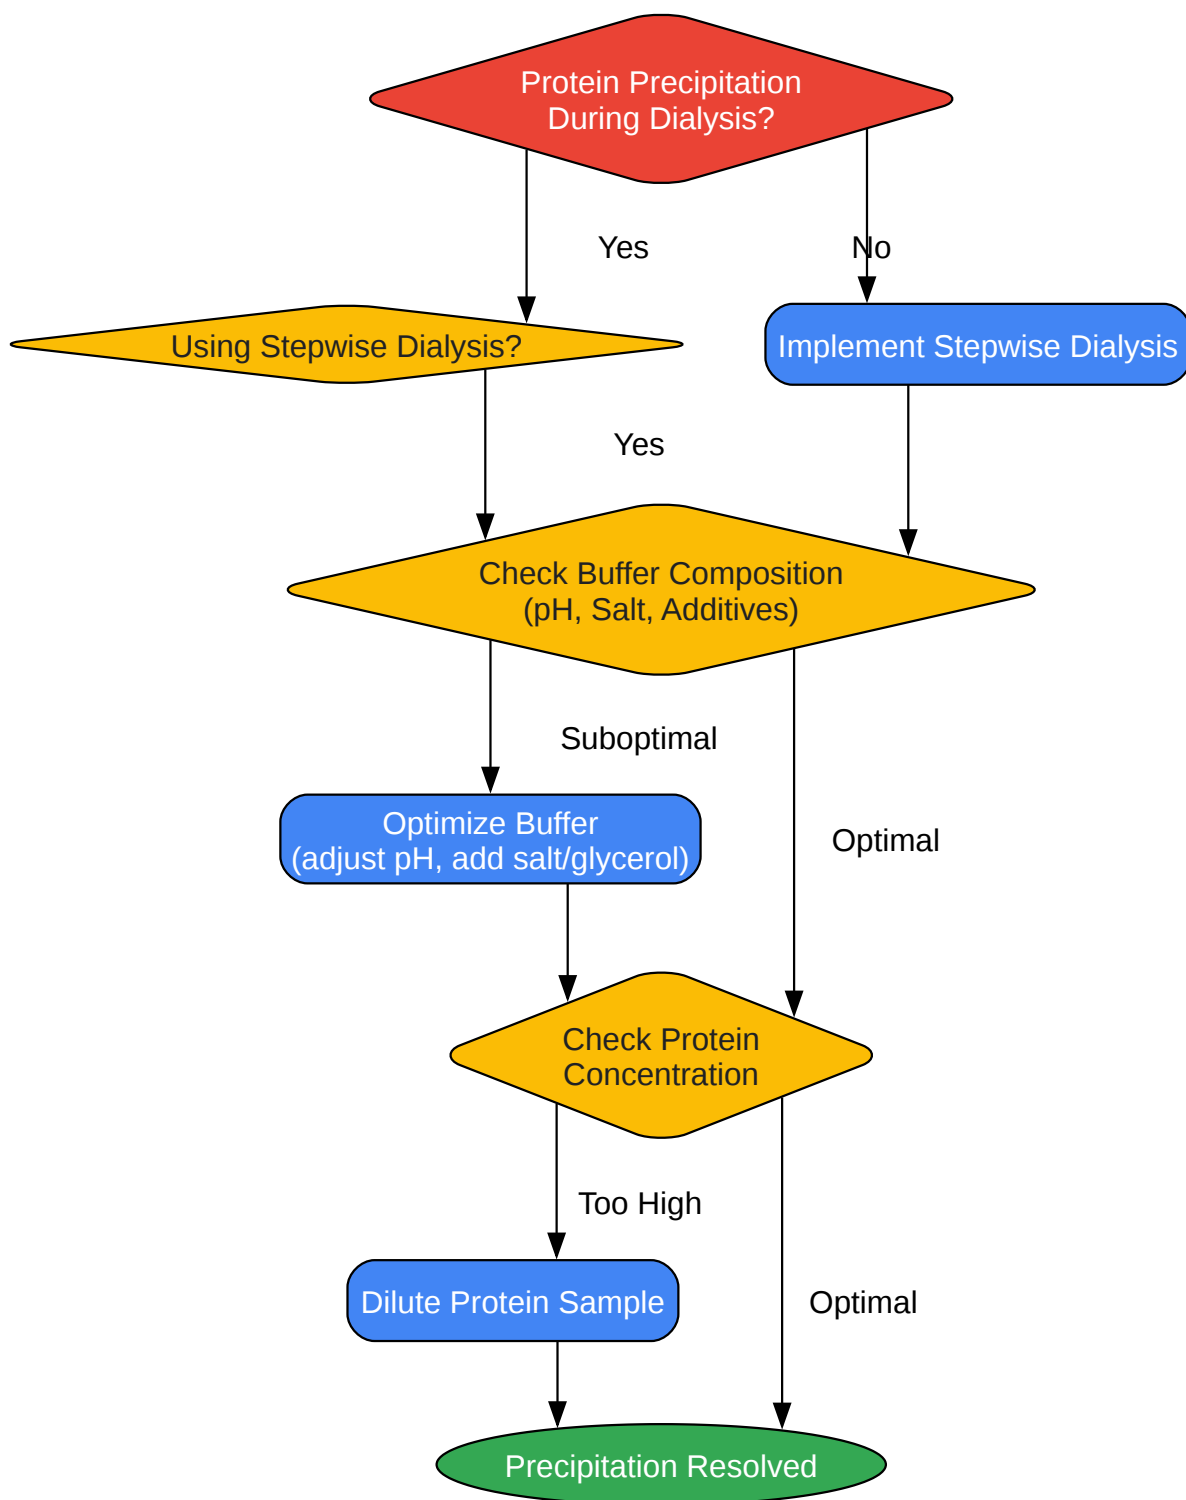 Protein Precipitation
During Dialysis?
Yes
No
Using Stepwise Dialysis?
Implement Stepwise Dialysis
Yes
Check Buffer Composition
(pH, Salt, Additives)
Suboptimal
Optimize Buffer
(adjust pH, add salt/glycerol)
Optimal
Check Protein
Concentration
Too High
Dilute Protein Sample
Optimal
Precipitation Resolved